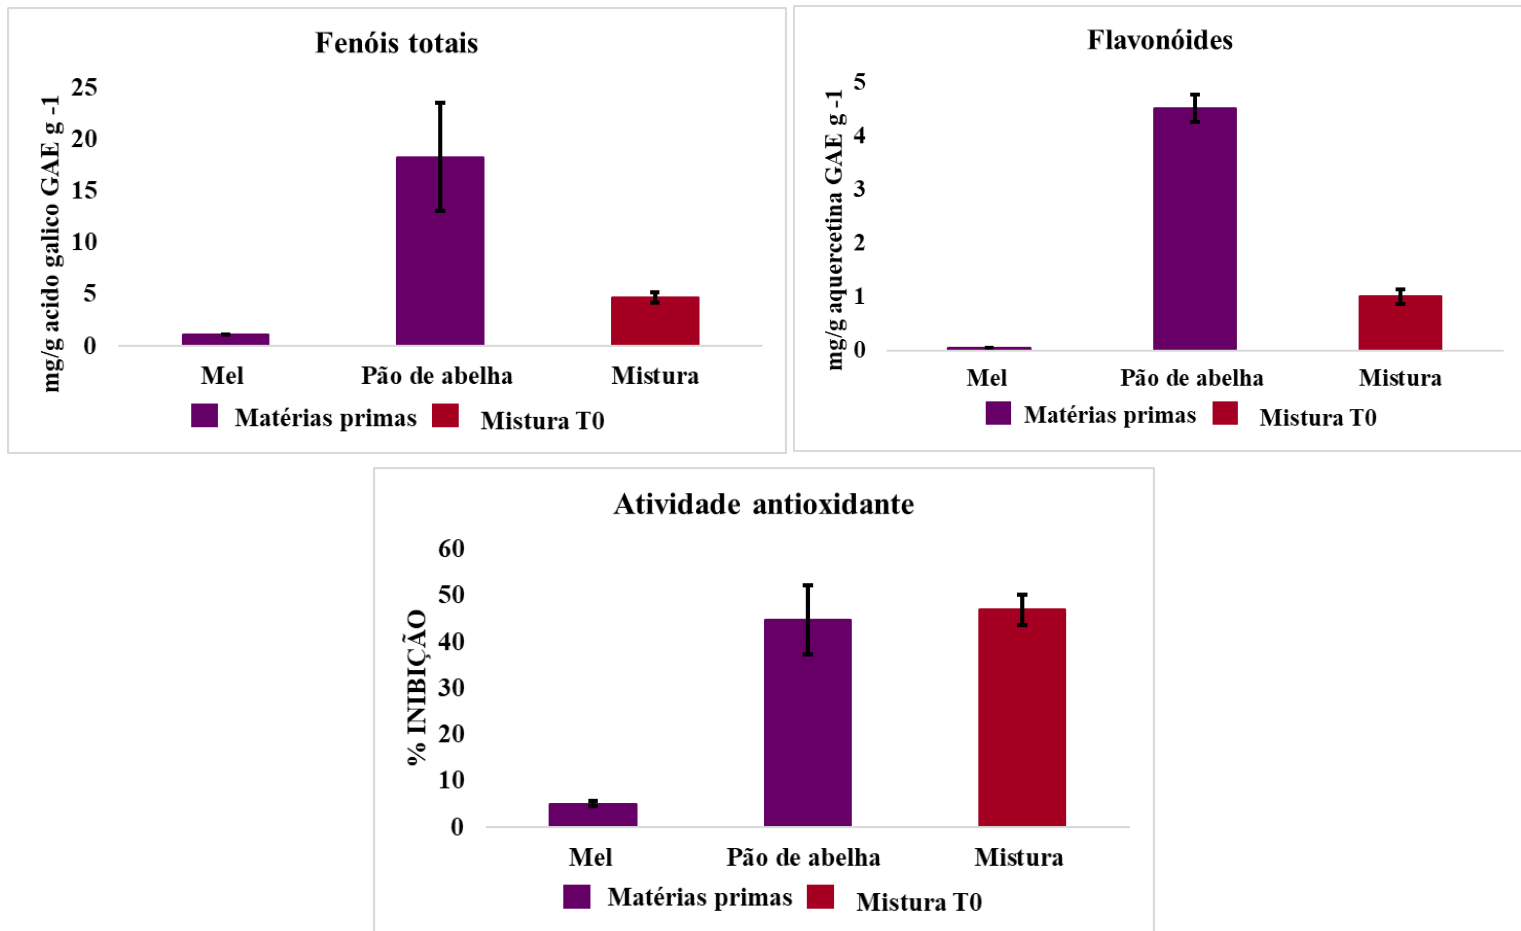 Fenóis totais
mg/g acido galico GAE g -1
25
20
15
10
5
0
Mel Pão de abelha Mistura
Matérias primas Mistura T0
Flavonóides
mg/g aquercetina GAE g -1
5
4
3
2
1
0
Mel Pão de abelha Mistura
Matérias primas Mistura T0
Atividade antioxidante
% INIBIÇÃO
60
50
40
30
20
10
0
Mel Pão de abelha Mistura
Matérias primas Mistura T0